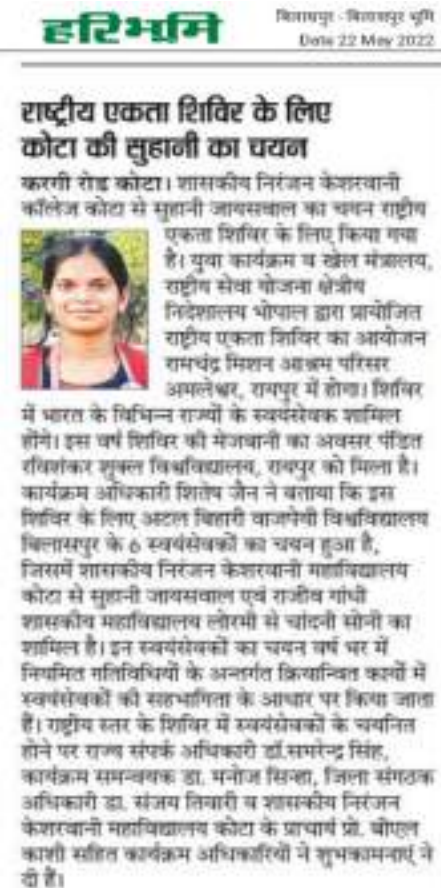 हरिभूमि
बिलासपुर - बिलासपुर भूमि
Date 22 May 2022
राष्ट्रीय एकता शिविर के लिए
कोटा की सुहानी का चयन
करगी रोड कोटा। शासकीय निरंजन केशरवानी
कॉलेज कोटा से सुहानी जायसवाल का चयन राष्ट्रीय
एकता शिविर के लिए किया गया
है। युवा कार्यक्रम व खेल मंत्रालय,
राष्ट्रीय सेवा योजना क्षेत्रीय
निदेशालय भोपाल द्वारा प्रायोजित
राष्ट्रीय एकता शिविर का आयोजन
रामचंद्र मिशन आश्रम परिसर
अमलेश्वर, रायपुर में होगा। शिविर
में भारत के विभिन्न राज्यों के स्वयंसेवक शामिल
होंगे। इस वर्ष शिविर की मेजबानी का अवसर पंडित
रविशंकर शुक्ल विश्वविद्यालय, रायपुर को मिला है।
कार्यक्रम अधिकारी शितेष जैन ने बताया कि इस
शिविर के लिए अटल बिहारी वाजपेयी विश्वविद्यालय
बिलासपुर के 6 स्वयंसेवकों का चयन हुआ है,
जिसमें शासकीय निरंजन केशरवानी महाविद्यालय
कोटा से सुहानी जायसवाल एवं राजीव गांधी
शासकीय महाविद्यालय लोरमी से चांदनी सोनी का
शामिल है। इन स्वयंसेवकों का चयन वर्ष भर में
नियमित गतिविधियों के अन्तर्गत क्रियान्वित कार्यों में
स्वयंसेवकों की सहभागिता के आधार पर किया जाता
है। राष्ट्रीय स्तर के शिविर में स्वयंसेवकों के चयनित
होने पर राज्य संपर्क अधिकारी डॉ.समरेन्द्र सिंह,
कार्यक्रम समन्वयक डा. मनोज सिन्हा, जिला संगठक
अधिकारी डा. संजय तिवारी व शासकीय निरंजन
केशरवानी महाविद्यालय कोटा के प्राचार्य प्रो. बीएल
काशी सहित कार्यक्रम अधिकारियों ने शुभकामनाएं ने
दी हैं।